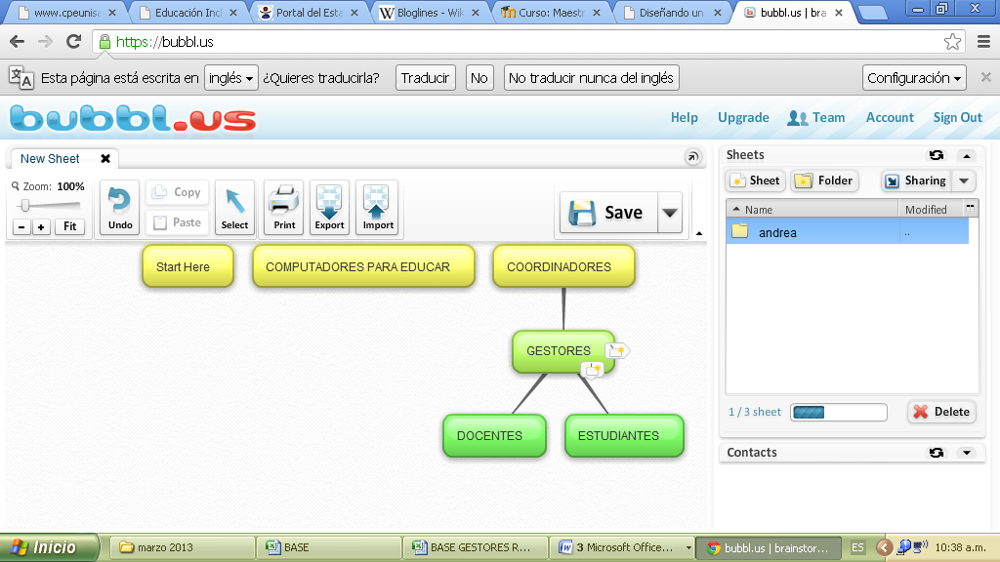 www.cpeunisa
Educación Incl
Portal del Esta
Bloglines - Wik
Curso: Maestr
Diseñando un
bubbl.us | brai
https://bubbl.us
Esta página está escrita en inglés ¿Quieres traducirla? Traducir No No traducir nunca del inglés Configuración
bubbl.us
Help Upgrade Team Account Sign Out
New Sheet
Zoom: 100%
Fit
Undo
Copy
Paste
Select
Print
Export
Import
Save
Start Here
COMPUTADORES PARA EDUCAR
COORDINADORES
GESTORES
DOCENTES
ESTUDIANTES
Sheets
Sheet Folder Sharing
Name Modified
andrea ..
1 / 3 sheet Delete
Contacts
Inicio
marzo 2013
BASE
BASE GESTORES R...
3 Microsoft Office...
bubbl.us | brainstor...
ES
10:38 a.m.